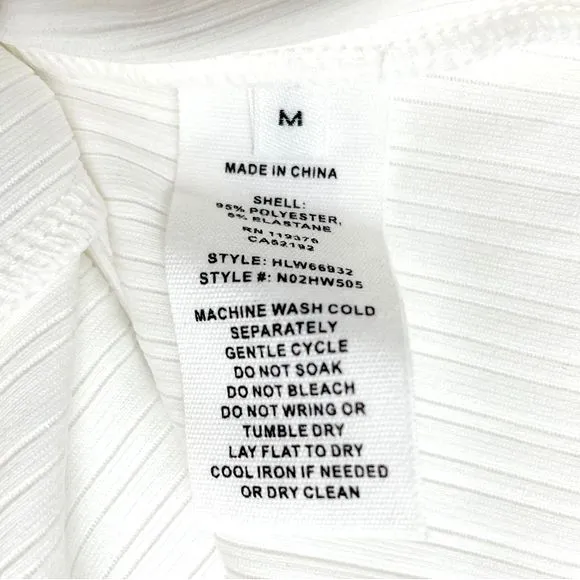 M
MADE IN CHINA
SHELL:
95% POLYESTER,
5% ELASTANE
RN 119376
CA52192
STYLE: HLW66932
STYLE #: N02HW505
MACHINE WASH COLD
SEPARATELY
GENTLE CYCLE
DO NOT SOAK
DO NOT BLEACH
DO NOT WRING OR
TUMBLE DRY
LAY FLAT TO DRY
COOL IRON IF NEEDED
OR DRY CLEAN